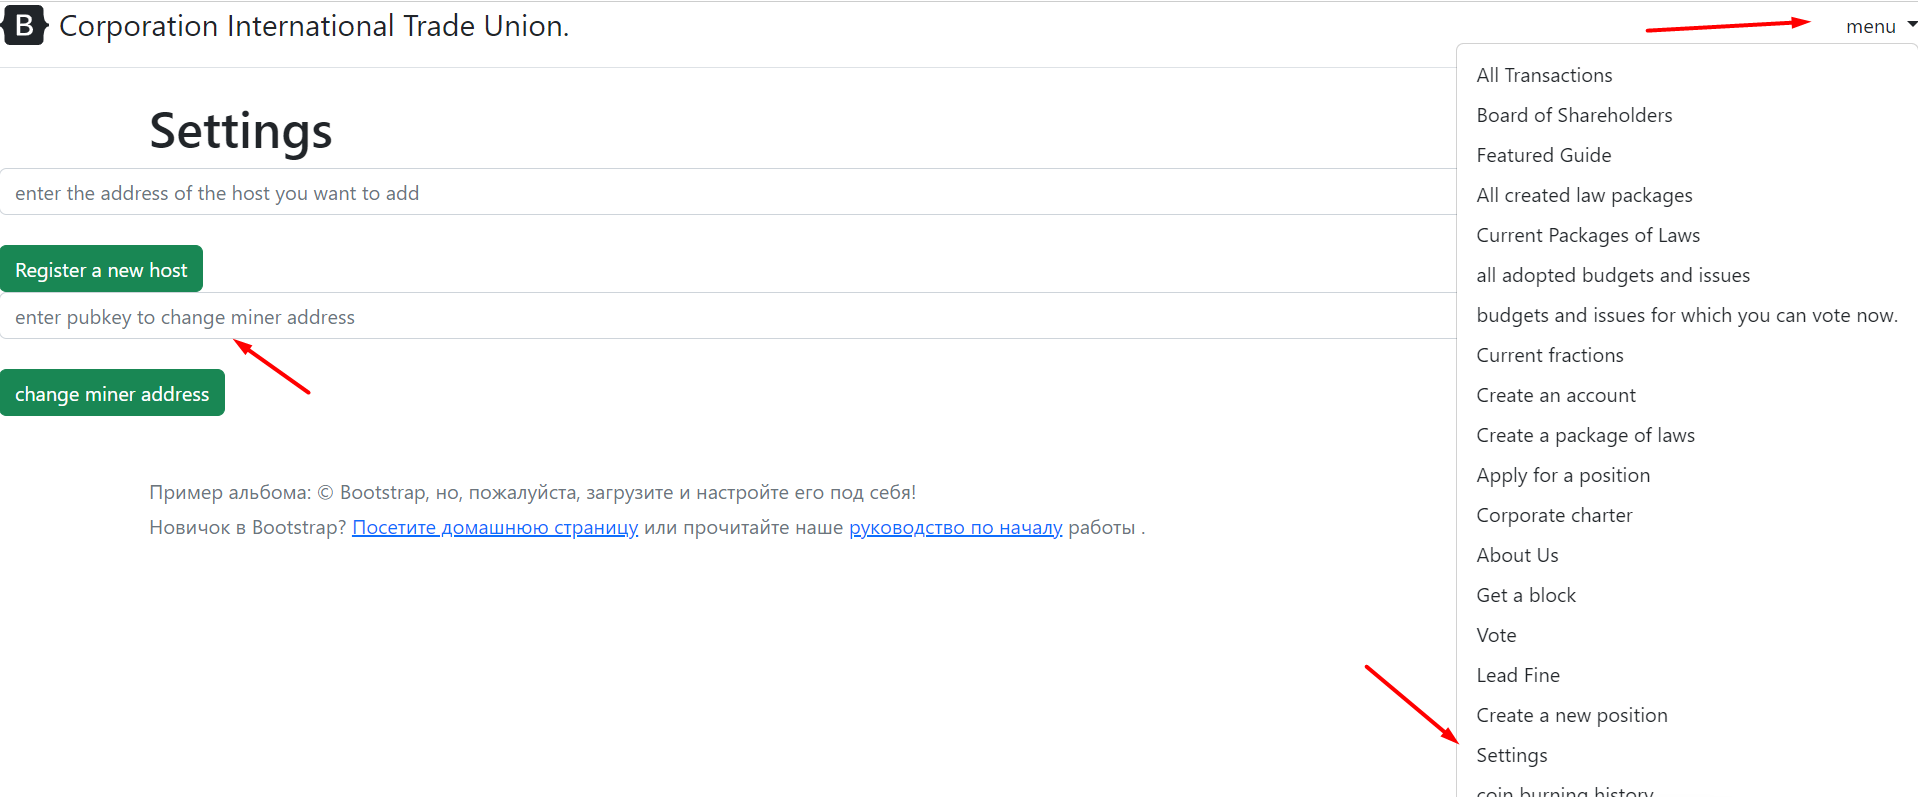 B Corporation International Trade Union.
menu
Settings
enter the address of the host you want to add
Register a new host
enter pubkey to change miner address
change miner address
Пример альбома: © Bootstrap, но, пожалуйста, загрузите и настройте его под себя!
Новичок в Bootstrap? Посетите домашнюю страницу или прочитайте наше руководство по началу работы .
All Transactions
Board of Shareholders
Featured Guide
All created law packages
Current Packages of Laws
all adopted budgets and issues
budgets and issues for which you can vote now.
Current fractions
Create an account
Create a package of laws
Apply for a position
Corporate charter
About Us
Get a block
Vote
Lead Fine
Create a new position
Settings
coin burning history